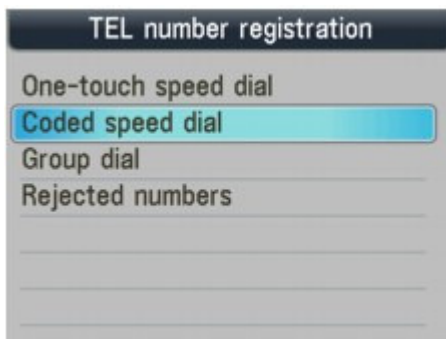 TEL number registration
One-touch speed dial
Coded speed dial
Group dial
Rejected numbers